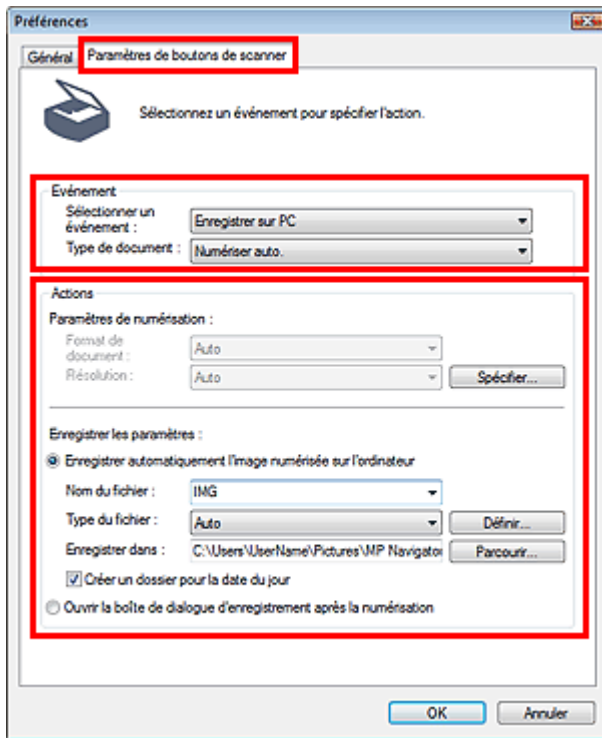 Préférences
Général
Paramètres de boutons de scanner
Sélectionnez un événement pour spécifier l'action.
Evénement
Sélectionner un
événement :
Enregistrer sur PC
Type de document :
Numériser auto.
Actions
Paramètres de numérisation :
Format de
document :
Auto
Résolution :
Auto
Spécifier...
Enregistrer les paramètres :
Enregistrer automatiquement l'image numérisée sur l'ordinateur
Nom du fichier :
IMG
Type du fichier :
Auto
Définir...
Enregistrer dans :
C:\Users\UserName\Pictures\MP Navigator
Parcourir...
Créer un dossier pour la date du jour
Ouvrir la boîte de dialogue d'enregistrement après la numérisation
OK
Annuler